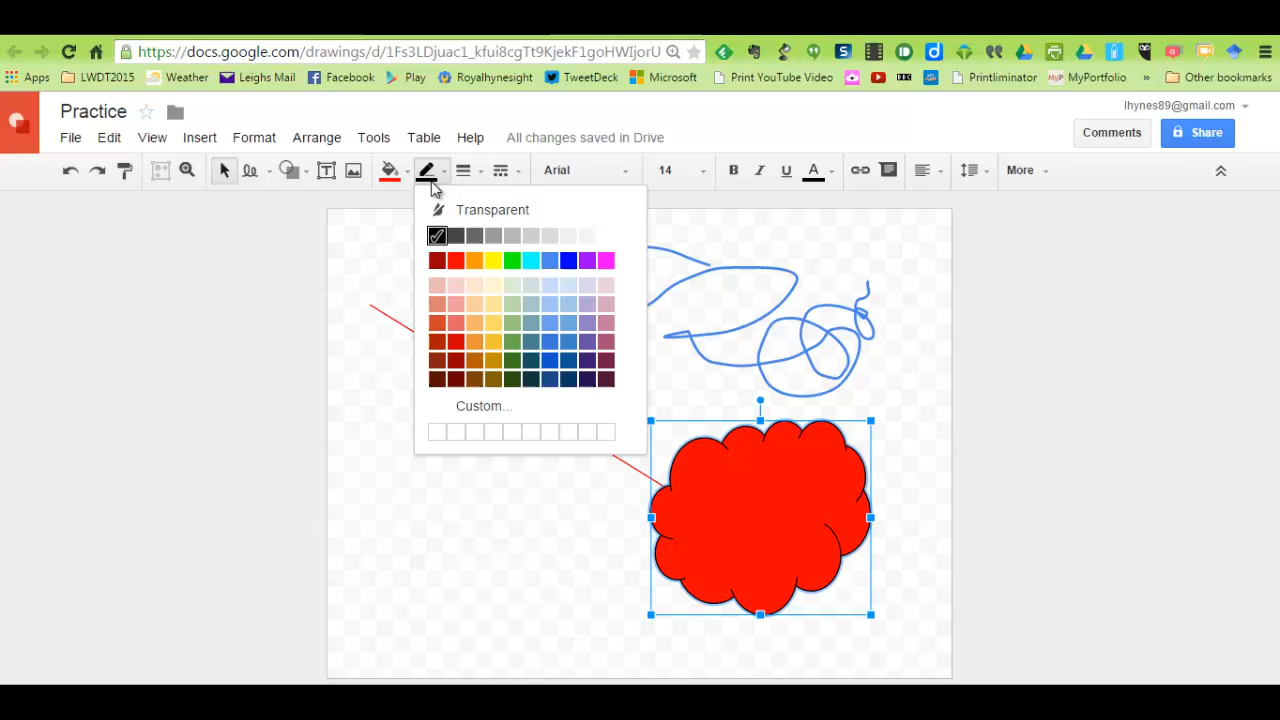 https://docs.google.com/drawings/d/1Fs3LDjuac1_kfui8cgTt9KjekF1goHWIjorU
Apps LWDT2015 Weather Leighs Mail Facebook Play Royalhynesight TweetDeck Microsoft Print YouTube Video BBC Printliminator MyP MyPortfolio » Other bookmarks
Practice lhynes89@gmail.com
File Edit View Insert Format Arrange Tools Table Help All changes saved in Drive Comments Share
Arial 14 B I U A More
Transparent
Custom...